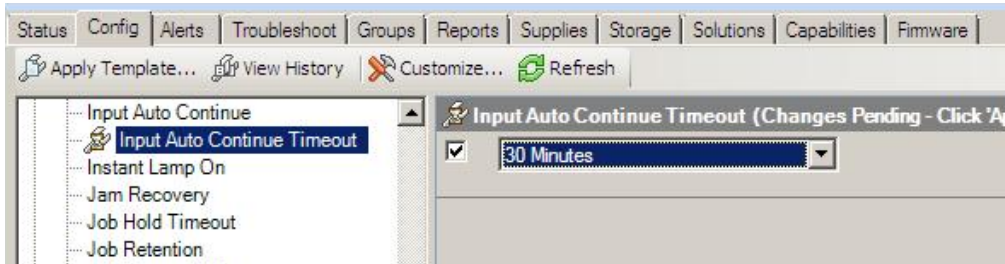 Status Config Alerts Troubleshoot Groups Reports Supplies Storage Solutions Capabilities Firmware
Apply Template... View History Customize... Refresh
Input Auto Continue
Input Auto Continue Timeout
Instant Lamp On
Jam Recovery
Job Hold Timeout
Job Retention
Input Auto Continue Timeout (Changes Pending - Click 'A
30 Minutes